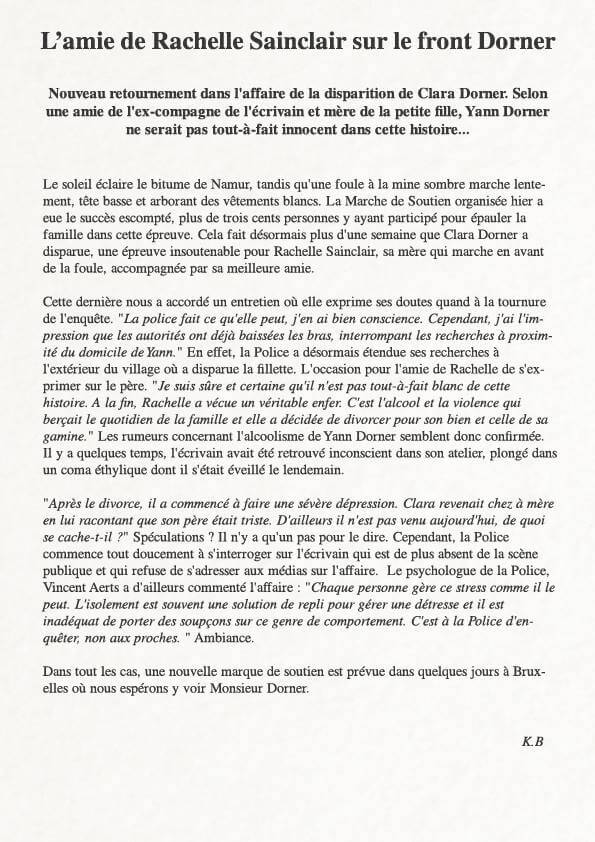 L'amie de Rachelle Sainclair sur le front Dorner
Nouveau retournement dans l'affaire de la disparition de Clara Dorner. Selon
une amie de l'ex-compagne de l'écrivain et mère de la petite fille, Yann Dorner
ne serait pas tout-à-fait innocent dans cette histoire...
Le soleil éclaire le bitume de Namur, tandis qu'une foule à la mine sombre marche lente-
ment, tête basse et arborant des vêtements blancs. La Marche de Soutien organisée hier a
eue le succès escompté, plus de trois cents personnes y ayant participé pour épauler la
famille dans cette épreuve. Cela fait désormais plus d'une semaine que Clara Dorner a
disparue, une épreuve insoutenable pour Rachelle Sainclair, sa mère qui marche en avant
de la foule, accompagnée par sa meilleure amie.
Cette dernière nous a accordé un entretien où elle exprime ses doutes quand à la tournure
de l'enquête. "La police fait ce qu'elle peut, j'en ai bien conscience. Cependant, j'ai l'im-
pression que les autorités ont déjà baissées les bras, interrompant les recherches à proxim-
ité du domicile de Yann." En effet, la Police a désormais étendue ses recherches à
l'extérieur du village où a disparue la fillette. L'occasion pour l'amie de Rachelle de s'ex-
primer sur le père. "Je suis sûre et certaine qu'il n'est pas tout-à-fait blanc de cette
histoire. A la fin, Rachelle a vécue un véritable enfer. C'est l'alcool et la violence qui
berçait le quotidien de la famille et elle a décidée de divorcer pour son bien et celle de sa
gamine." Les rumeurs concernant l'alcoolisme de Yann Dorner semblent donc confirmée.
Il y a quelques temps, l'écrivain avait été retrouvé inconscient dans son atelier, plongé dans
un coma éthylique dont il s'était éveillé le lendemain.
"Après le divorce, il a commencé à faire une sévère dépression. Clara revenait chez à mère
en lui racontant que son père était triste. D'ailleurs il n'est pas venu aujourd'hui, de quoi
se cache-t-il ?" Spéculations ? Il n'y a qu'un pas pour le dire. Cependant, la Police
commence tout doucement à s'interroger sur l'écrivain qui est de plus absent de la scène
publique et qui refuse de s'adresser aux médias sur l'affaire. Le psychologue de la Police,
Vincent Aerts a d'ailleurs commenté l'affaire : "Chaque personne gère ce stress comme il le
peut. L'isolement est souvent une solution de repli pour gérer une détresse et il est
inadéquat de porter des soupçons sur ce genre de comportement. C'est à la Police d'en-
quêter, non aux proches. " Ambiance.
Dans tout les cas, une nouvelle marque de soutien est prévue dans quelques jours à Brux-
elles où nous espérons y voir Monsieur Dorner.
K.B